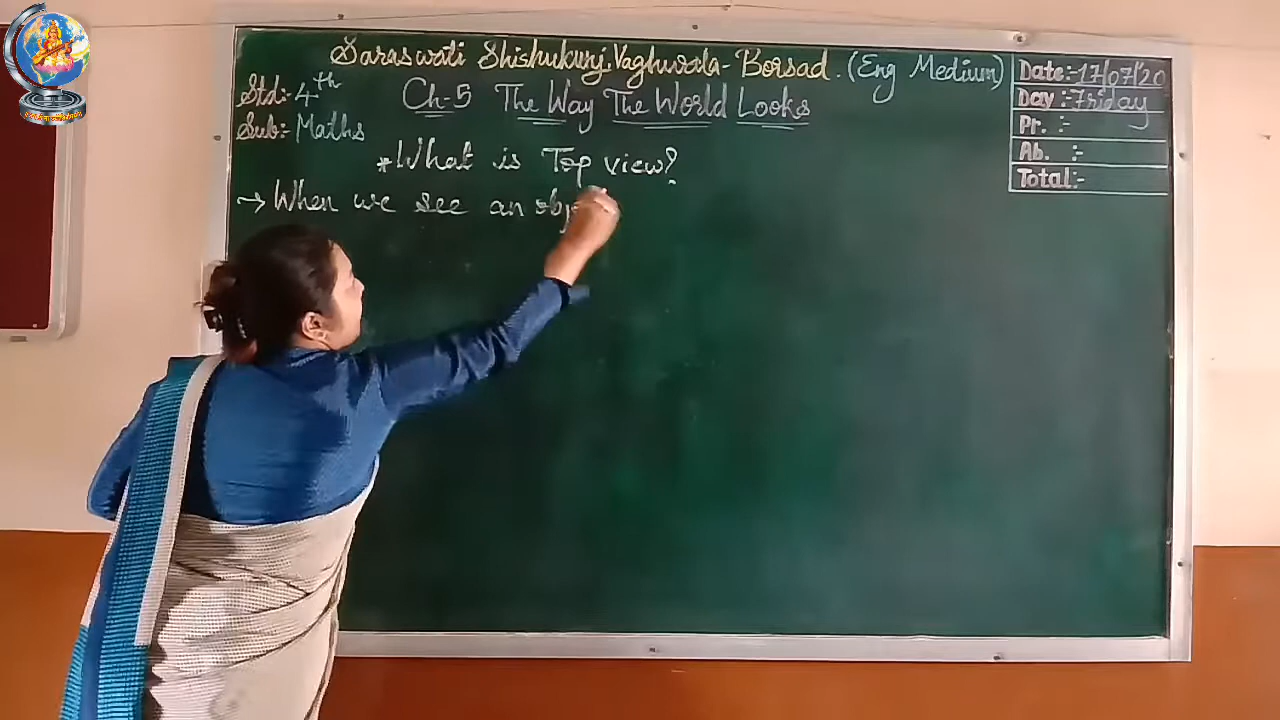 Saraswati Shishukunj, Vaghwala - Borsad. (Eng Medium)
Std:- 4th
Sub:- Maths
Ch-5 The Way The World Looks
*What is Top view?
→ When we see an obj
Date:- 17/07/'20
Day :- Friday
Pr. :-
Ab. :-
Total:-